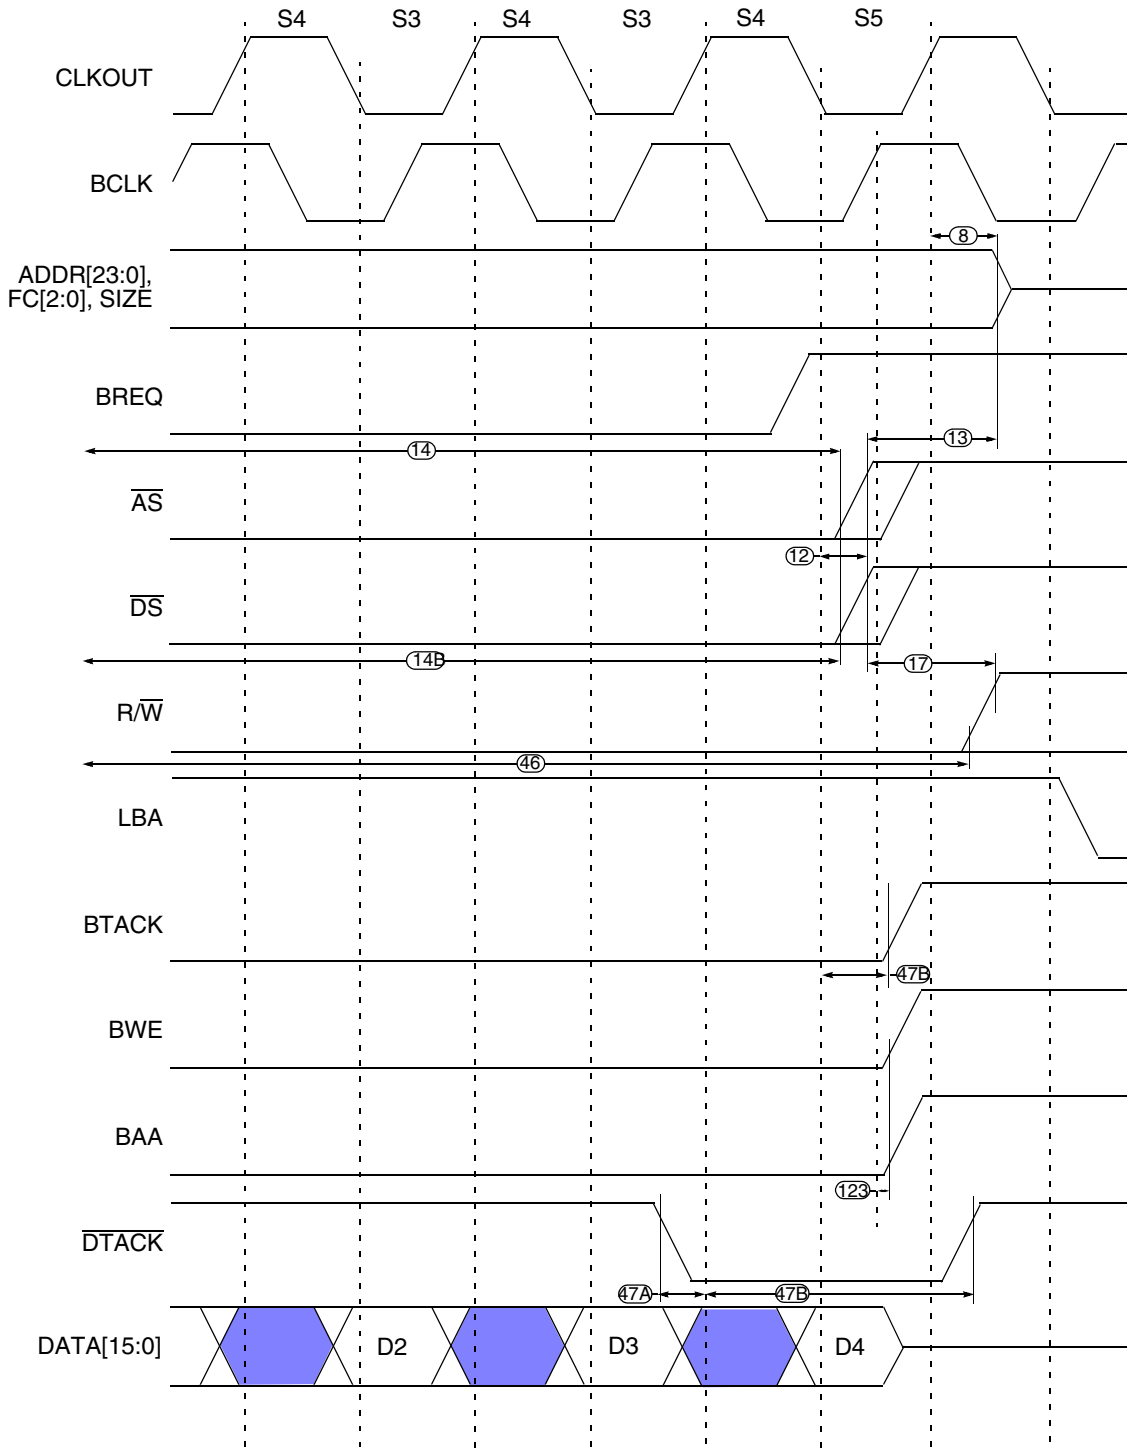 S4 S3 S4 S3 S4 S5
CLKOUT
BCLK
8
ADDR[23:0],
FC[2:0], SIZE
BREQ
13
14
AS
12
DS
14B
17
R/W
46
LBA
BTACK
47B
BWE
BAA
123
DTACK
47A 47B
DATA[15:0] D2 D3 D4